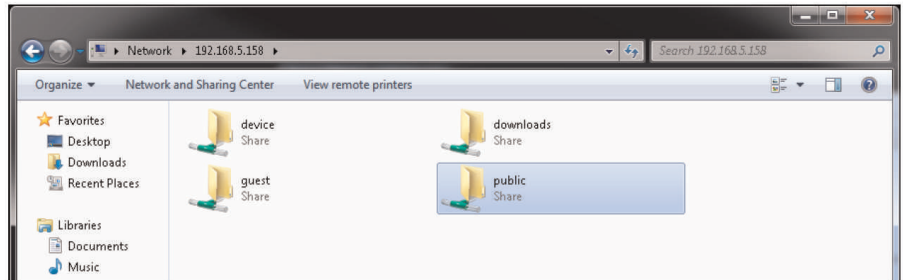 Network 192.168.5.158 Search 192.168.5.158
Organize Network and Sharing Center View remote printers
Favorites
Desktop
Downloads
Recent Places
Libraries
Documents
Music
device
Share
downloads
Share
guest
Share
public
Share